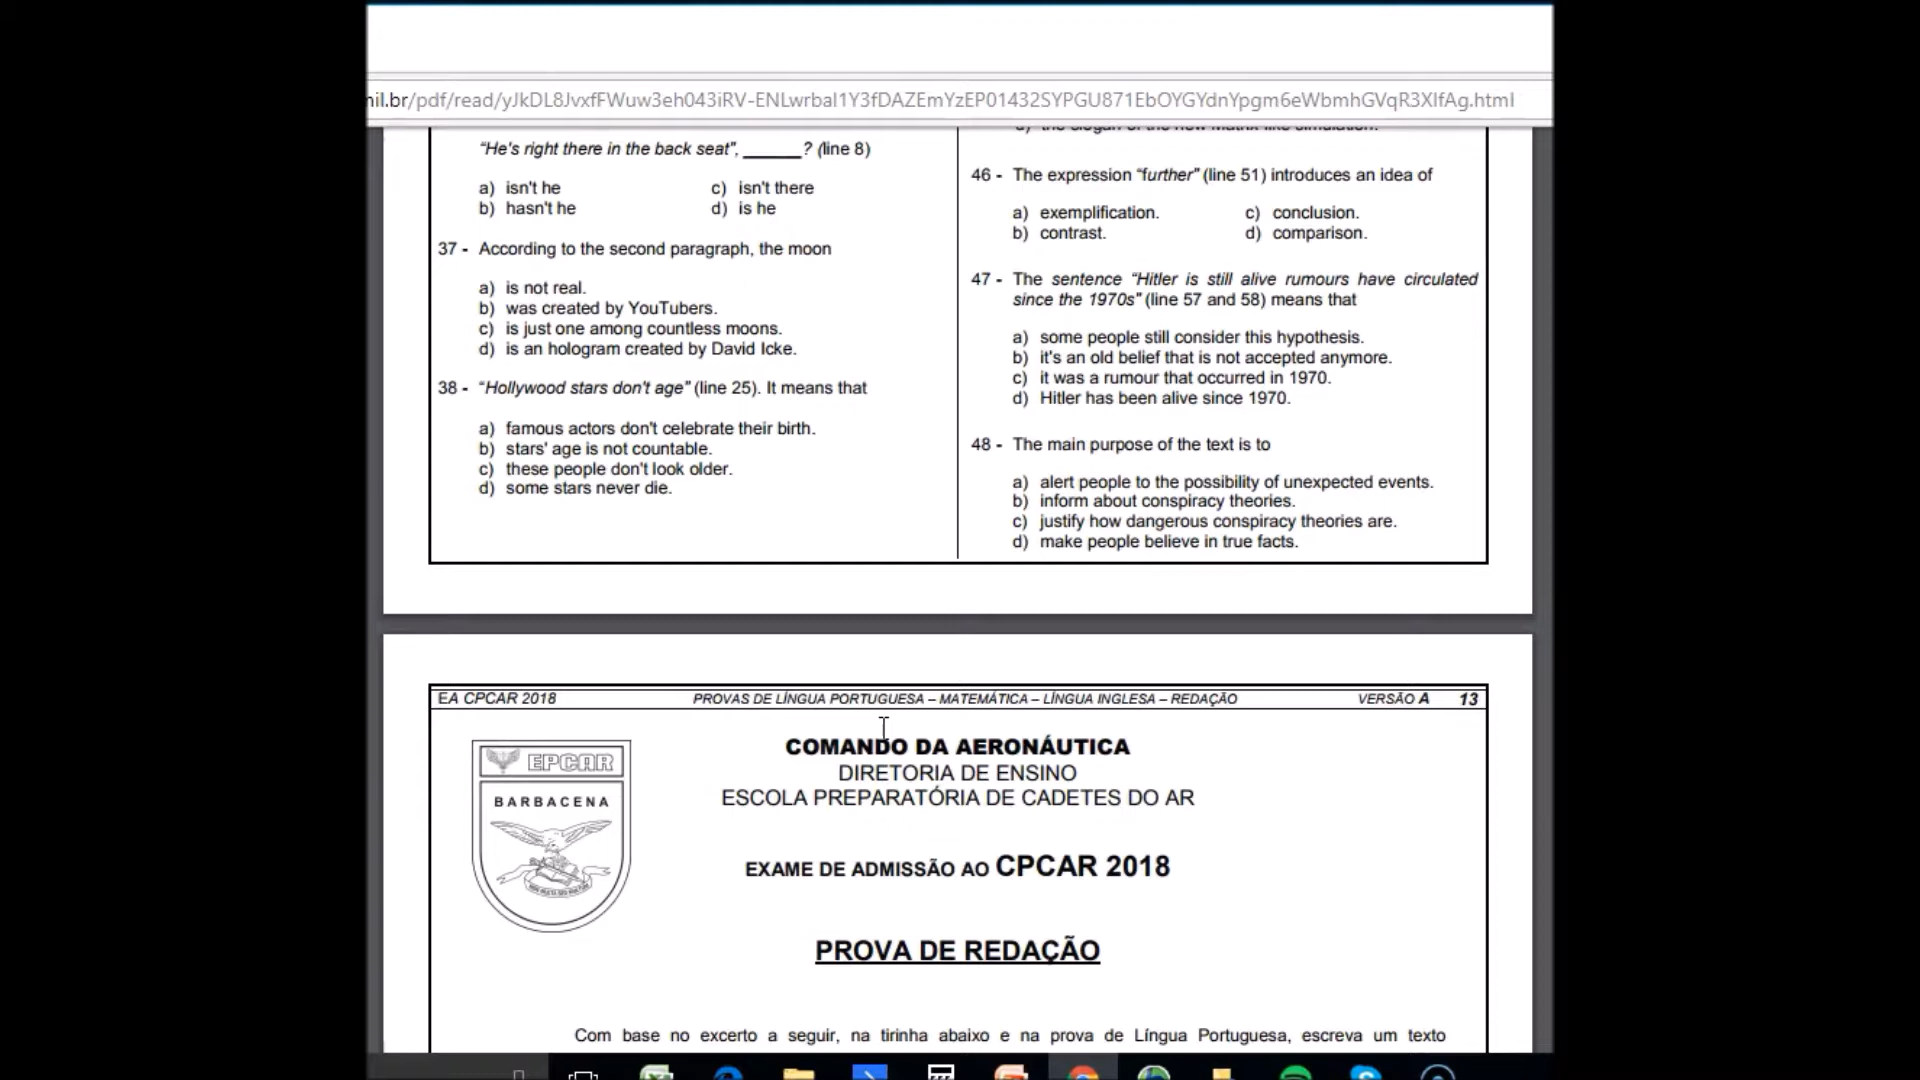 nil.br/pdf/read/yJkDL8JvxfFWuw3eh043iRV-ENLwrbal1Y3fDAZEmYzEP01432SYPGU871EbOYGYdnYpgm6eWbmhGVqR3XlfAg.html
“He's right there in the back seat”, ______? (line 8)
a) isn't he c) isn't there
b) hasn't he d) is he
37 - According to the second paragraph, the moon
a) is not real.
b) was created by YouTubers.
c) is just one among countless moons.
d) is an hologram created by David Icke.
38 - “Hollywood stars don't age” (line 25). It means that
a) famous actors don't celebrate their birth.
b) stars' age is not countable.
c) these people don't look older.
d) some stars never die.
46 - The expression “further” (line 51) introduces an idea of
a) exemplification. c) conclusion.
b) contrast. d) comparison.
47 - The sentence “Hitler is still alive rumours have circulated
since the 1970s” (line 57 and 58) means that
a) some people still consider this hypothesis.
b) it's an old belief that is not accepted anymore.
c) it was a rumour that occurred in 1970.
d) Hitler has been alive since 1970.
48 - The main purpose of the text is to
a) alert people to the possibility of unexpected events.
b) inform about conspiracy theories.
c) justify how dangerous conspiracy theories are.
d) make people believe in true facts.
EA CPCAR 2018 PROVAS DE LÍNGUA PORTUGUESA – MATEMÁTICA – LÍNGUA INGLESA – REDAÇÃO VERSÃO A 13
EPCAR
BARBACENA
COMANDO DA AERONÁUTICA
DIRETORIA DE ENSINO
ESCOLA PREPARATÓRIA DE CADETES DO AR
EXAME DE ADMISSÃO AO CPCAR 2018
PROVA DE REDAÇÃO
Com base no excerto a seguir, na tirinha abaixo e na prova de Língua Portuguesa, escreva um texto